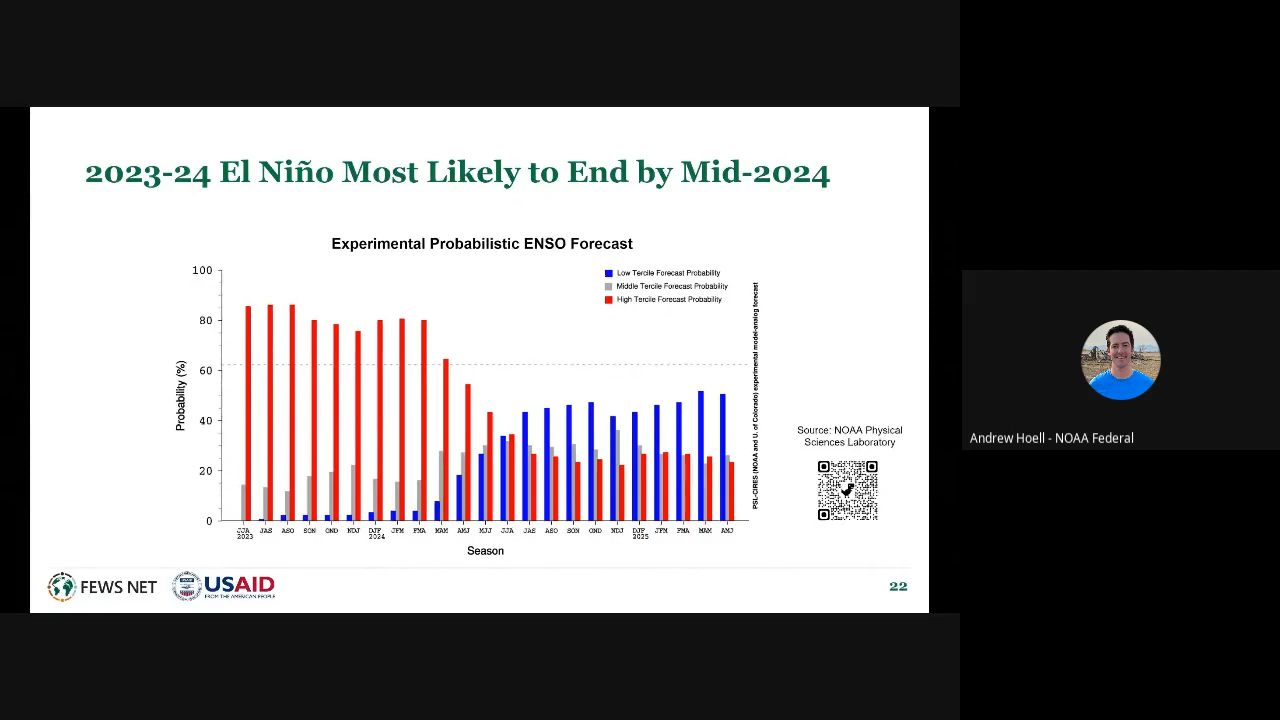 2023-24 El Niño Most Likely to End by Mid-2024
Experimental Probabilistic ENSO Forecast
100
80
60
40
20
0
Probability (%)
Low Tercile Forecast Probability
Middle Tercile Forecast Probability
High Tercile Forecast Probability
PSL-CIRES (NOAA and U. of Colorado) experimental model-analog forecast
JJA JAS ASO SON OND NDJ DJF JFM FMA MAM AMJ MJJ JJA JAS ASO SON OND NDJ DJF JFM FMA MAM AMJ
2023 2024 2025
Season
Source: NOAA Physical
Sciences Laboratory
FEWS NET
USAID
FROM THE AMERICAN PEOPLE
22
Andrew Hoell - NOAA Federal